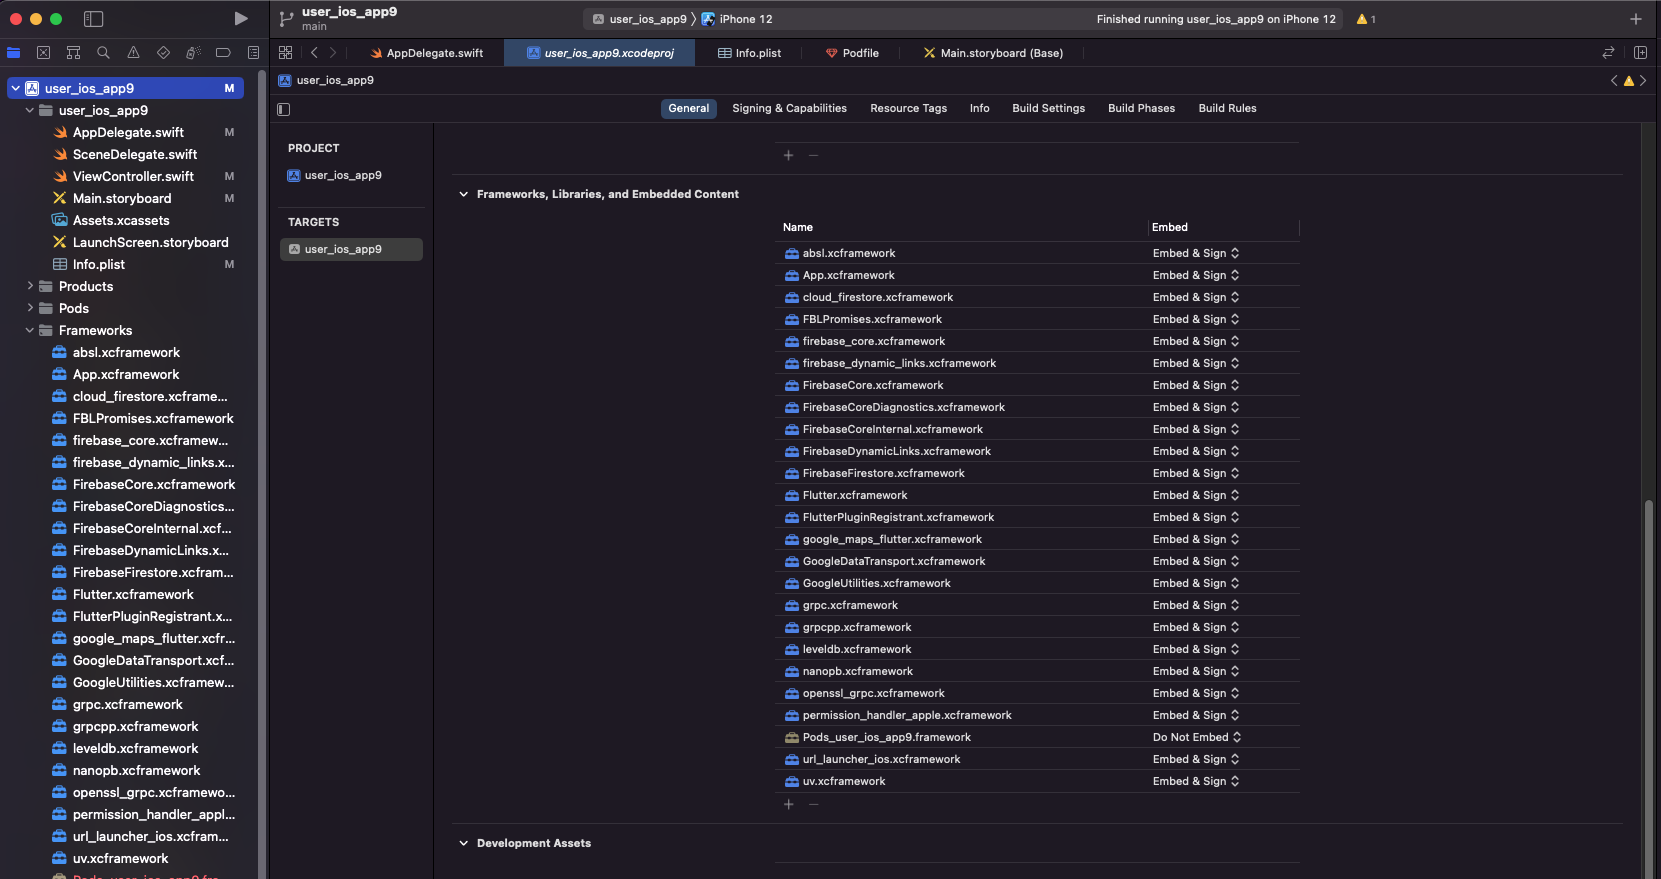 user_ios_app9
main
user_ios_app9
iPhone 12
Finished running user_ios_app9 on iPhone 12
1
AppDelegate.swift
user_ios_app9.xcodeproj
Info.plist
Podfile
Main.storyboard (Base)
user_ios_app9
General
Signing & Capabilities
Resource Tags
Info
Build Settings
Build Phases
Build Rules
user_ios_app9 M
user_ios_app9
AppDelegate.swift M
SceneDelegate.swift
ViewController.swift M
Main.storyboard M
Assets.xcassets
LaunchScreen.storyboard
Info.plist M
Products
Pods
Frameworks
absl.xcframework
App.xcframework
cloud_firestore.xcframe...
FBLPromises.xcframework
firebase_core.xcframew...
firebase_dynamic_links.x...
FirebaseCore.xcframework
FirebaseCoreDiagnostics...
FirebaseCoreInternal.xcf...
FirebaseDynamicLinks.x...
FirebaseFirestore.xcfram...
Flutter.xcframework
FlutterPluginRegistrant.x...
google_maps_flutter.xcfr...
GoogleDataTransport.xcf...
GoogleUtilities.xcframew...
grpc.xcframework
grpcpp.xcframework
leveldb.xcframework
nanopb.xcframework
openssl_grpc.xcframewo...
permission_handler_appl...
url_launcher_ios.xcfram...
uv.xcframework
PROJECT
user_ios_app9
TARGETS
user_ios_app9
Frameworks, Libraries, and Embedded Content
Name Embed
absl.xcframework Embed & Sign
App.xcframework Embed & Sign
cloud_firestore.xcframework Embed & Sign
FBLPromises.xcframework Embed & Sign
firebase_core.xcframework Embed & Sign
firebase_dynamic_links.xcframework Embed & Sign
FirebaseCore.xcframework Embed & Sign
FirebaseCoreDiagnostics.xcframework Embed & Sign
FirebaseCoreInternal.xcframework Embed & Sign
FirebaseDynamicLinks.xcframework Embed & Sign
FirebaseFirestore.xcframework Embed & Sign
Flutter.xcframework Embed & Sign
FlutterPluginRegistrant.xcframework Embed & Sign
google_maps_flutter.xcframework Embed & Sign
GoogleDataTransport.xcframework Embed & Sign
GoogleUtilities.xcframework Embed & Sign
grpc.xcframework Embed & Sign
grpcpp.xcframework Embed & Sign
leveldb.xcframework Embed & Sign
nanopb.xcframework Embed & Sign
openssl_grpc.xcframework Embed & Sign
permission_handler_apple.xcframework Embed & Sign
Pods_user_ios_app9.framework Do Not Embed
url_launcher_ios.xcframework Embed & Sign
uv.xcframework Embed & Sign
Development Assets